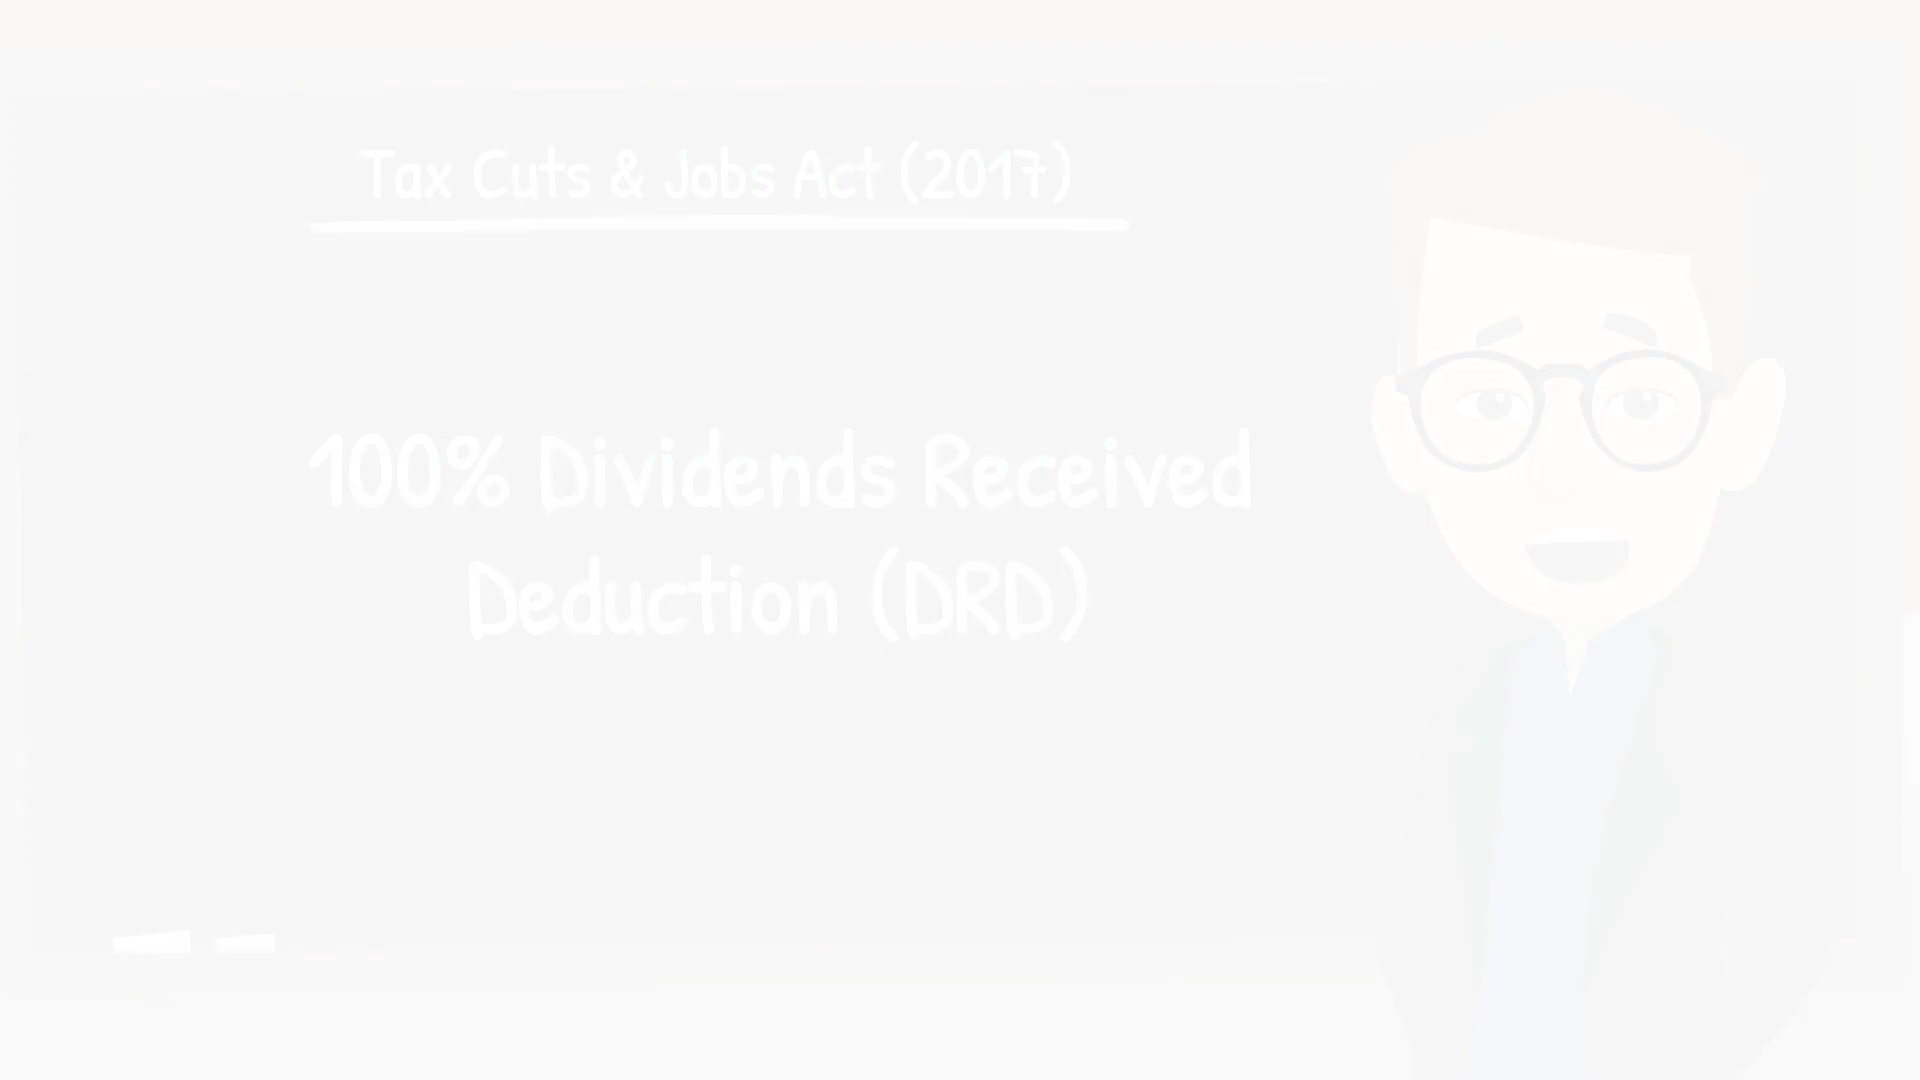 Tax Cuts & Jobs Act (2017)
100% Dividends Received
Deduction (DRD)